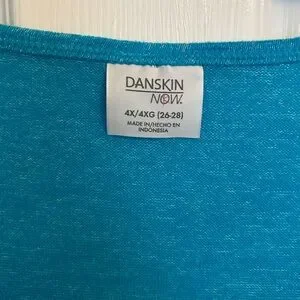 DANSKIN
NOW.
4X/4XG (26-28)
MADE IN/HECHO EN
INDONESIA